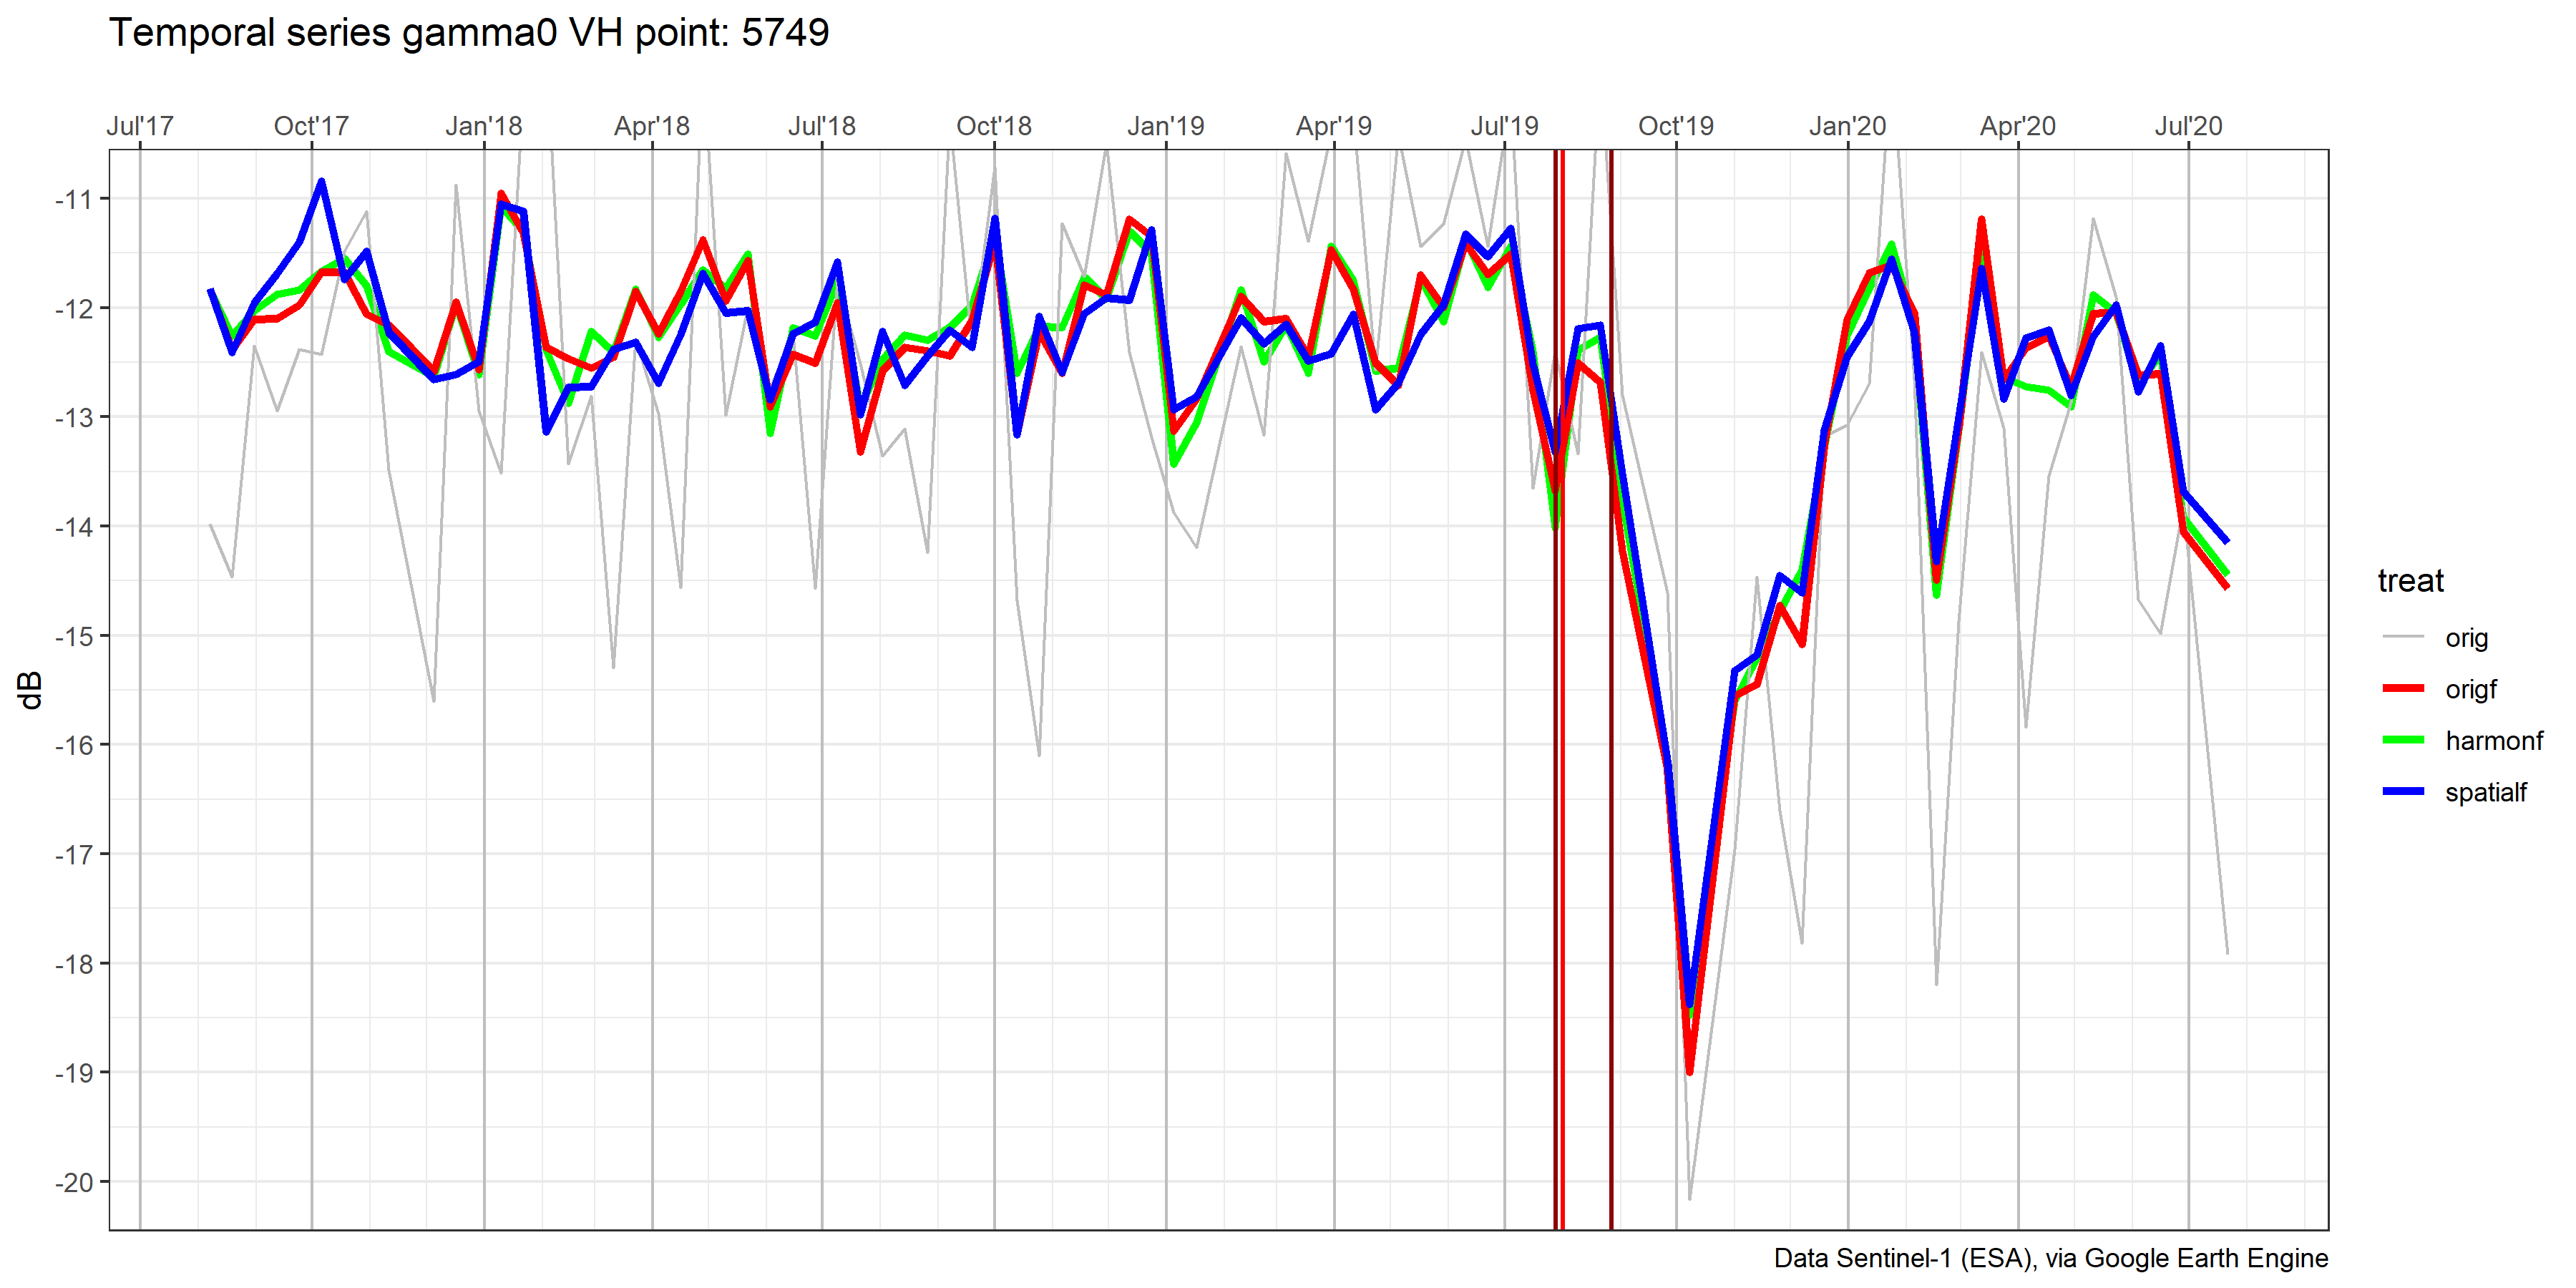 Temporal series gamma0 VH point: 5749
Jul'17 Oct'17 Jan'18 Apr'18 Jul'18 Oct'18 Jan'19 Apr'19 Jul'19 Oct'19 Jan'20 Apr'20 Jul'20
-11
-12
-13
-14
-15
-16
-17
-18
-19
-20
dB
treat
orig
origf
harmonf
spatialf
Data Sentinel-1 (ESA), via Google Earth Engine